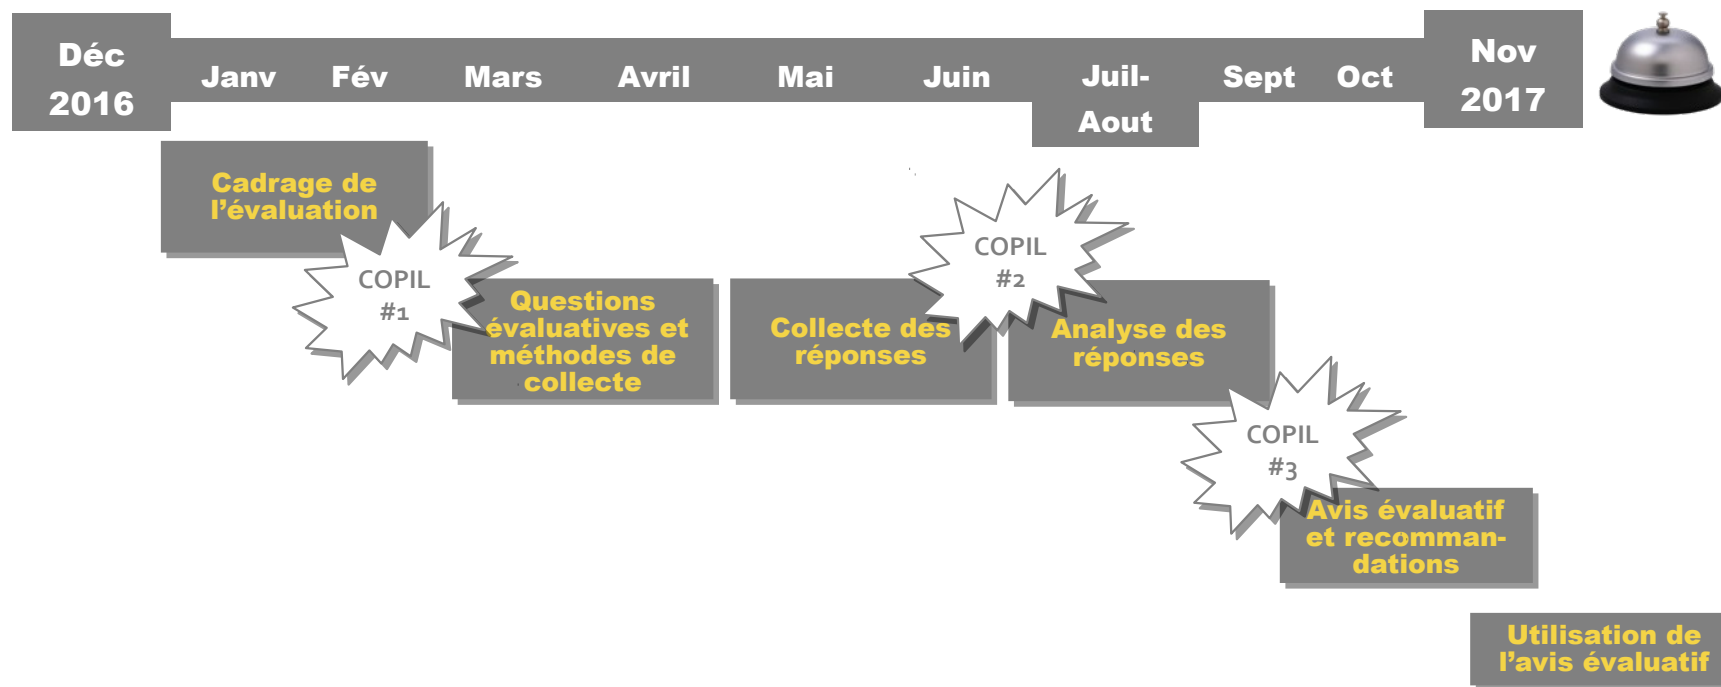 Déc
2016
Janv
Fév
Mars
Avril
Mai
Juin
Juil-
Aout
Sept
Oct
Nov
2017
Cadrage de
l’évaluation
COPIL
#1
Questions
évaluatives et
méthodes de
collecte
Collecte des
réponses
COPIL
#2
Analyse des
réponses
COPIL
#3
Avis évaluatif
et recomman-
dations
Utilisation de
l’avis évaluatif